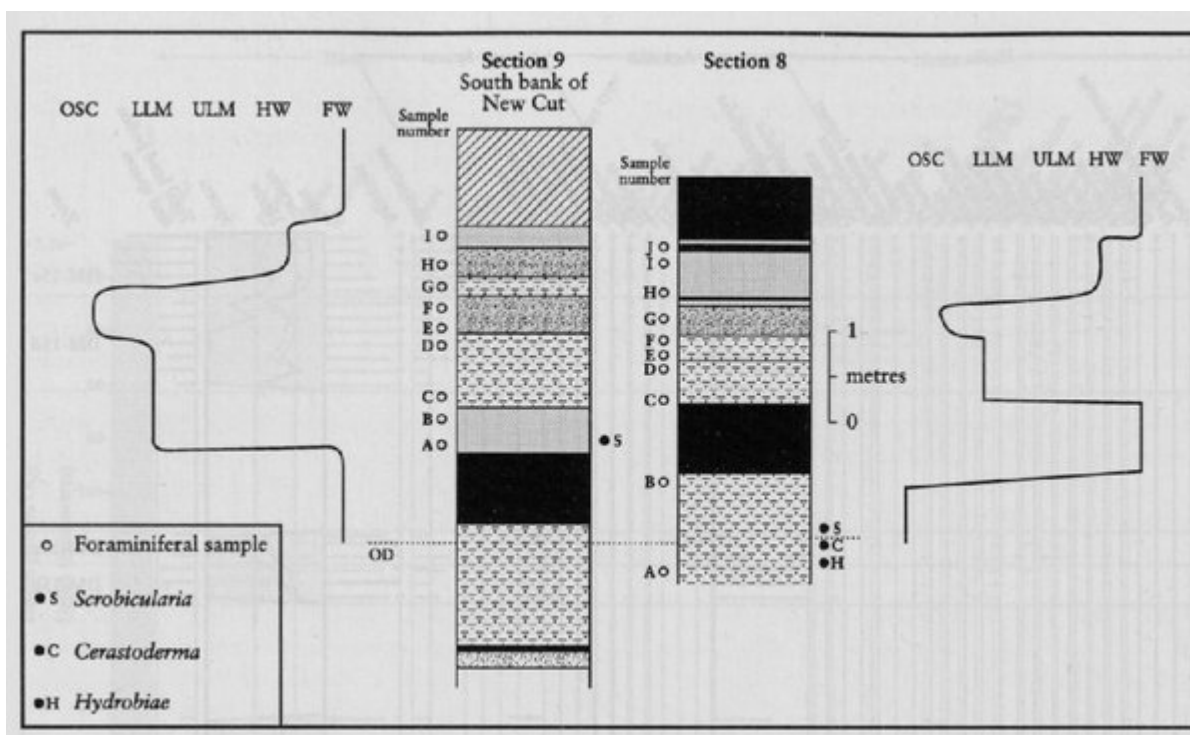 Section 9
South bank of
New Cut
Section 8
OSC LLM ULM HW FW
Sample
number
I
H
G
F
E
D
C
B
A
S
Sample
number
I
I
H
G
F
E
D
C
B
A
S
C
H
1
metres
0
OSC LLM ULM HW FW
OD
Foraminiferal sample
S Scrobicularia
C Cerastoderma
H Hydrobiae